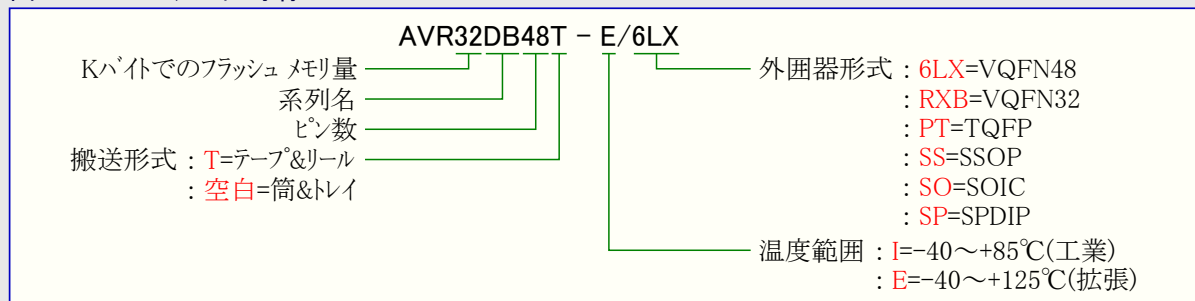 AVR32DB48T - E/6LX
Kバイトでのフラッシュ メモリ量
系列名
ピン数
搬送形式 : T=テープ&リール
: 空白=筒&トレイ
外囲器形式 : 6LX=VQFN48
: RXB=VQFN32
: PT=TQFP
: SS=SSOP
: SO=SOIC
: SP=SPDIP
温度範囲 : I=-40～+85℃(工業)
: E=-40～+125℃(拡張)